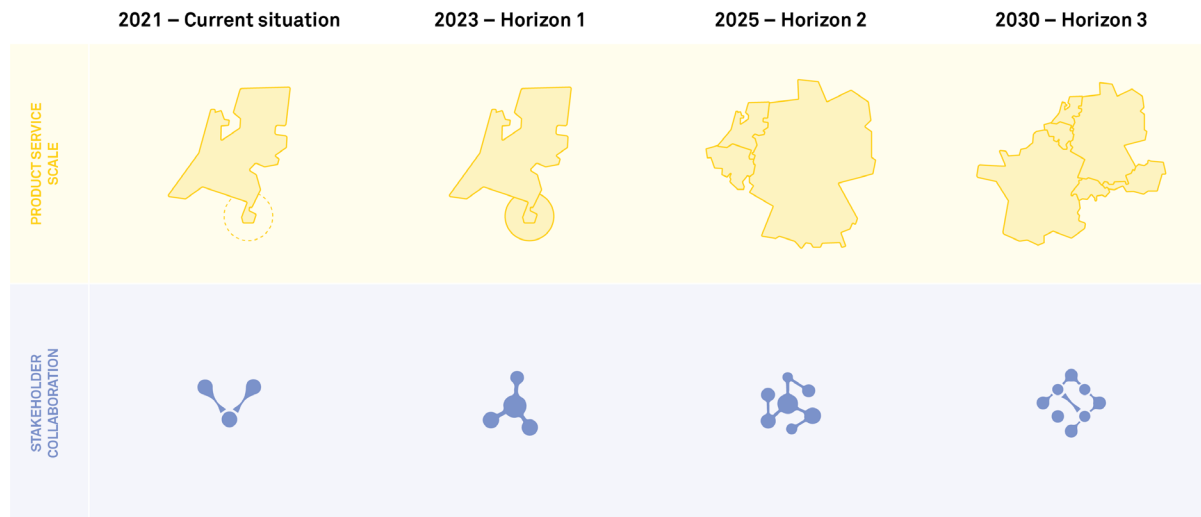 2021 – Current situation
2023 – Horizon 1
2025 – Horizon 2
2030 – Horizon 3
PRODUCT SERVICE
SCALE
STAKEHOLDER
COLLABORATION